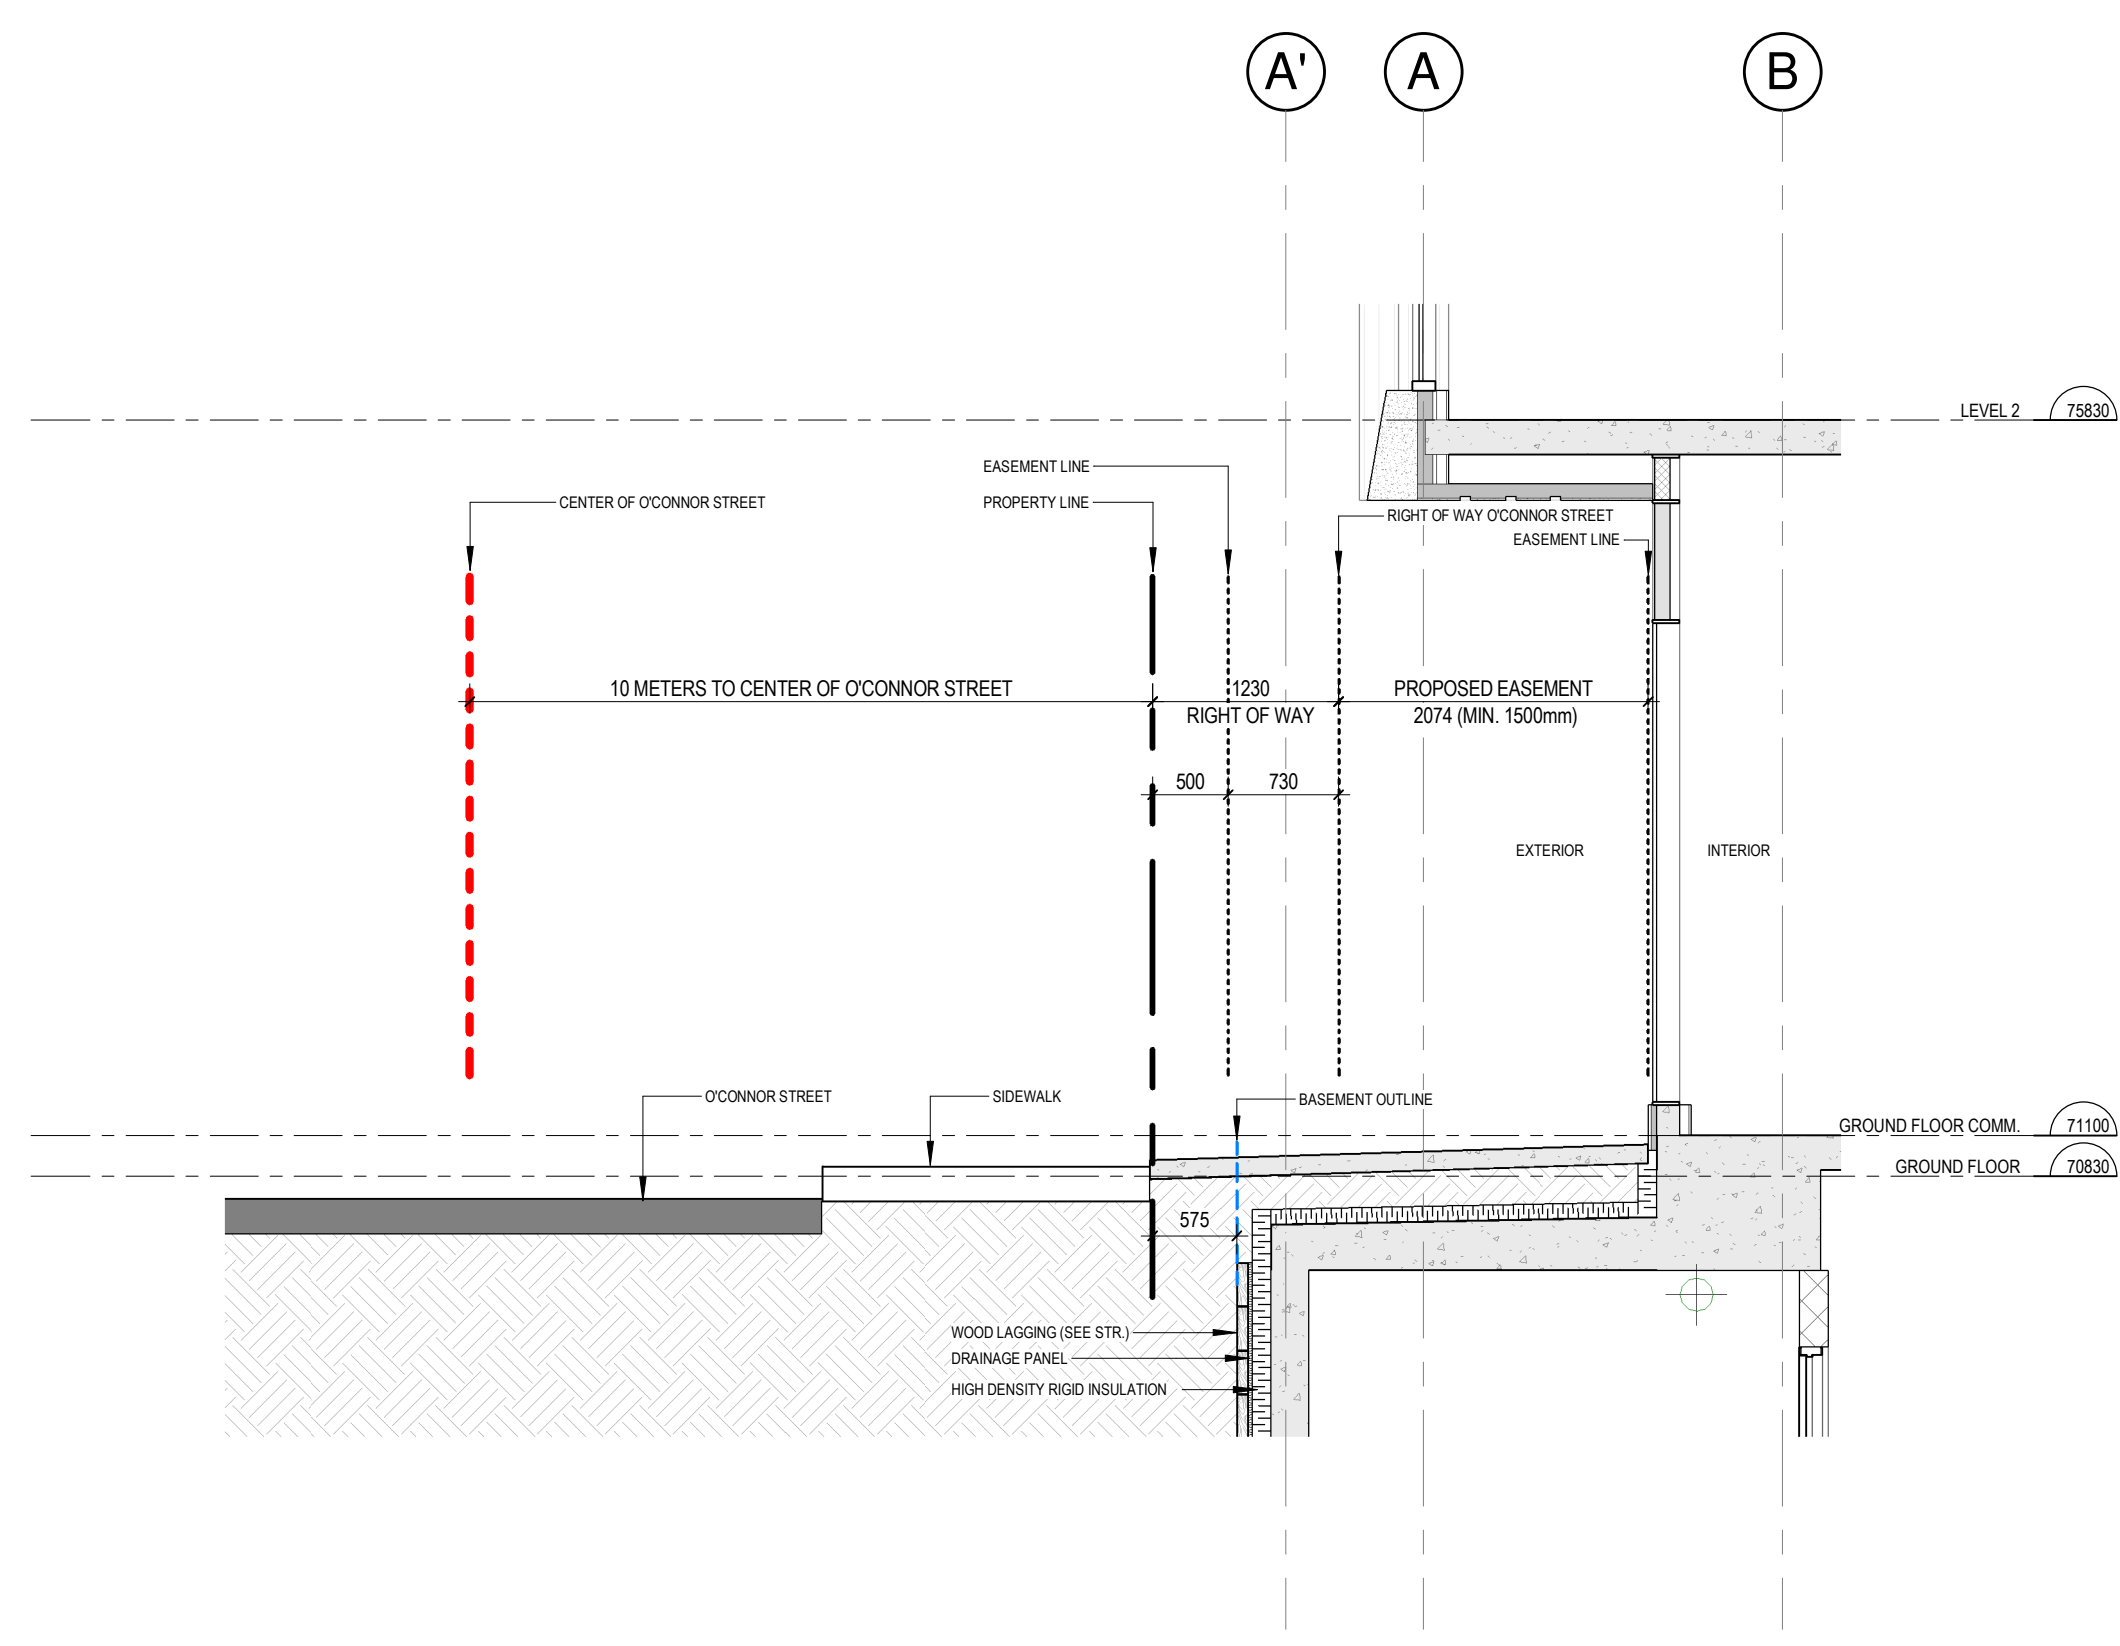 A'
A
B
LEVEL 2
75830
EASEMENT LINE
CENTER OF O'CONNOR STREET
PROPERTY LINE
RIGHT OF WAY O'CONNOR STREET
EASEMENT LINE
10 METERS TO CENTER OF O'CONNOR STREET
1230
RIGHT OF WAY
PROPOSED EASEMENT
2074 (MIN. 1500mm)
500
730
EXTERIOR
INTERIOR
O'CONNOR STREET
SIDEWALK
BASEMENT OUTLINE
GROUND FLOOR COMM.
71100
GROUND FLOOR
70830
575
WOOD LAGGING (SEE STR.)
DRAINAGE PANEL
HIGH DENSITY RIGID INSULATION